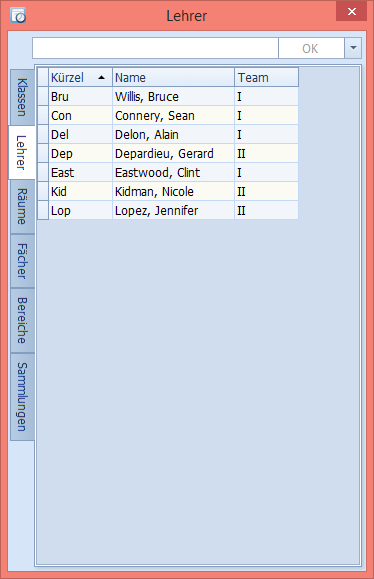 Lehrer
OK
Klassen
Lehrer
Räume
Fächer
Bereiche
Sammlungen
Kürzel Name Team
Bru Willis, Bruce I
Con Connery, Sean I
Del Delon, Alain I
Dep Depardieu, Gerard II
East Eastwood, Clint I
Kid Kidman, Nicole II
Lop Lopez, Jennifer II